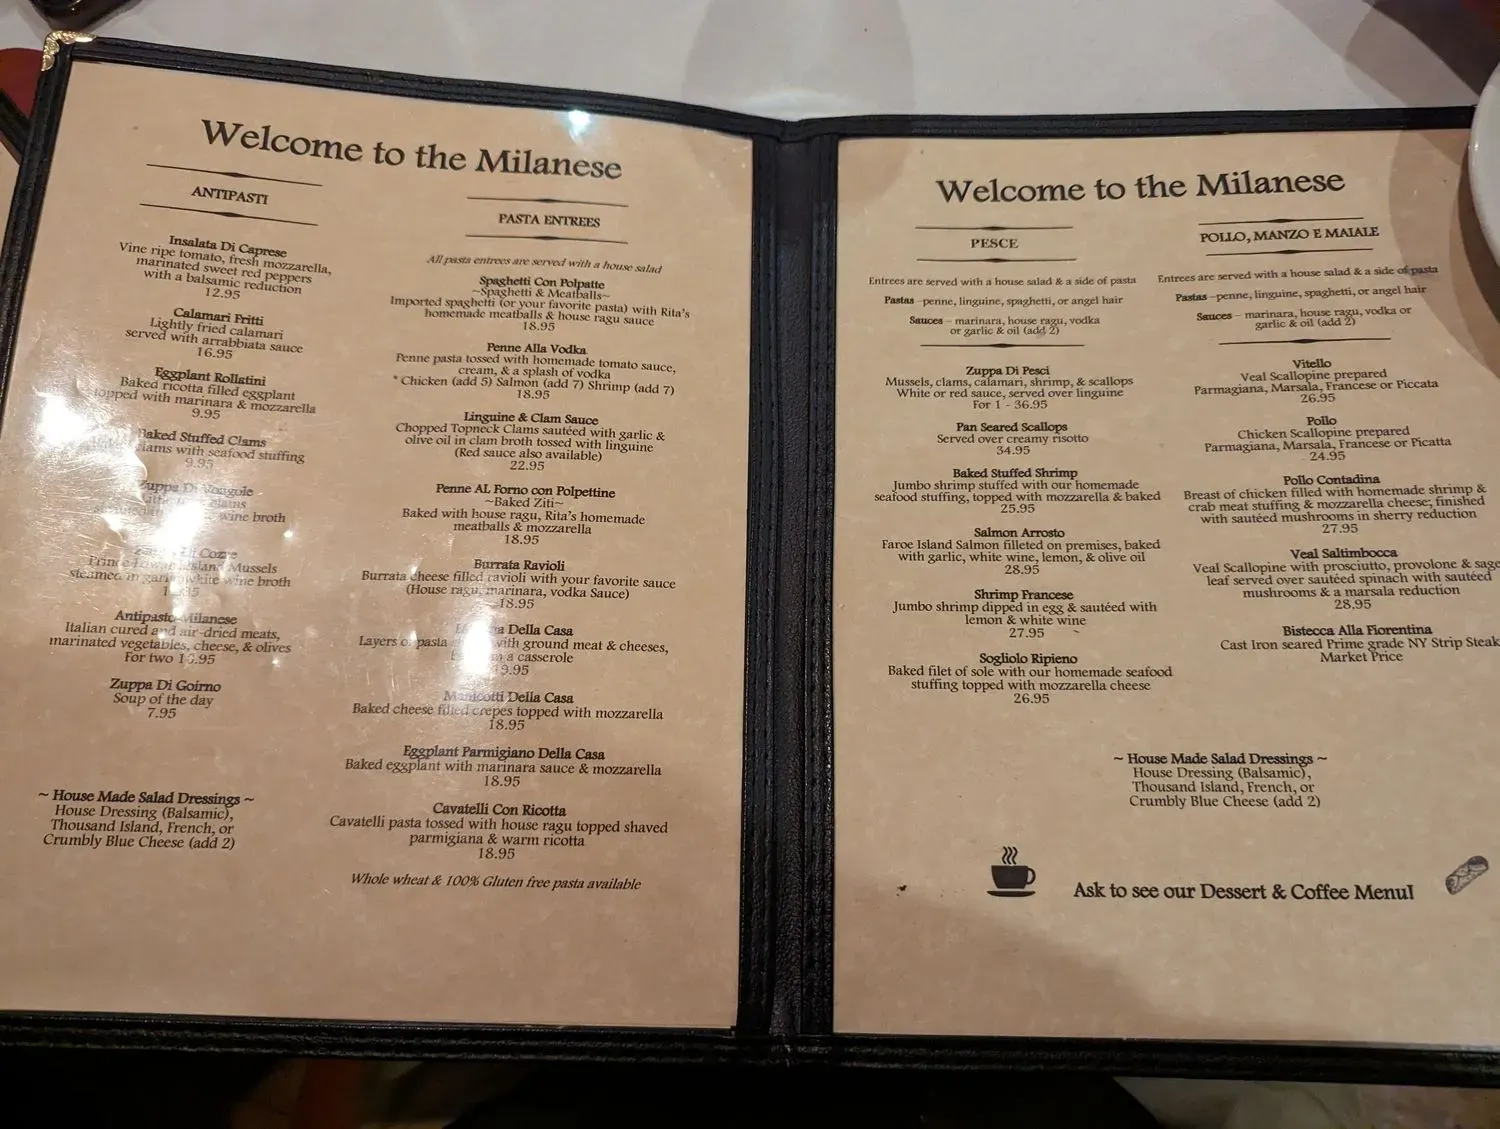 Welcome to the Milanese
ANTIPASTI
Insalata Di Caprese
Vine ripe tomato, fresh mozzarella,
marinated sweet red peppers
with a balsamic reduction
12.95
Calamari Fritti
Lightly fried calamari
served with arrabbiata sauce
16.95
Eggplant Rollatini
Baked ricotta filled eggplant
topped with marinara & mozzarella
9.95
Baked Stuffed Clams
clams with seafood stuffing
9.95
Zuppa Di Vongole
wine broth
Di Cozze
Island Mussels
steamed in white wine broth
Antipasto Milanese
Italian cured and air-dried meats,
marinated vegetables, cheese, & olives
For two
Zuppa Di Goirno
Soup of the day
7.95
~ House Made Salad Dressings ~
House Dressing (Balsamic),
Thousand Island, French, or
Crumbly Blue Cheese (add 2)
PASTA ENTREES
All pasta entrees are served with a house salad
Spaghetti Con Polpatte
~Spaghetti & Meatballs~
Imported spaghetti (or your favorite pasta) with Rita's
homemade meatballs & house ragu sauce
18.95
Penne Alla Vodka
Penne pasta tossed with homemade tomato sauce,
cream, & a splash of vodka
* Chicken (add 5) Salmon (add 7) Shrimp (add 7)
18.95
Linguine & Clam Sauce
Chopped Topneck Clams sautéed with garlic &
olive oil in clam broth tossed with linguine
(Red sauce also available)
22.95
Penne AL Forno con Polpettine
~Baked Ziti~
Baked with house ragu, Rita's homemade
meatballs & mozzarella
18.95
Burrata Ravioli
Burrata cheese filled ravioli with your favorite sauce
(House ragu, marinara, vodka Sauce)
18.95
Della Casa
Layers of pasta with ground meat & cheeses,
a casserole
Manicotti Della Casa
Baked cheese filled crepes topped with mozzarella
18.95
Eggplant Parmigiano Della Casa
Baked eggplant with marinara sauce & mozzarella
18.95
Cavatelli Con Ricotta
Cavatelli pasta tossed with house ragu topped shaved
parmigiana & warm ricotta
18.95
Whole wheat & 100% Gluten free pasta available
Welcome to the Milanese
PESCE
Entrees are served with a house salad & a side of pasta
Pastas -penne, linguine, spaghetti, or angel hair
Sauces - marinara, house ragu, vodka
or garlic & oil (add 2)
Zuppa Di Pesci
Mussels, clams, calamari, shrimp, & scallops
White or red sauce, served over linguine
For 1 - 36.95
Pan Seared Scallops
Served over creamy risotto
34.95
Baked Stuffed Shrimp
Jumbo shrimp stuffed with our homemade
seafood stuffing, topped with mozzarella & baked
25.95
Salmon Arrosto
Faroe Island Salmon filleted on premises, baked
with garlic, white wine, lemon, & olive oil
28.95
Shrimp Francese
Jumbo shrimp dipped in egg & sautéed with
lemon & white wine
27.95
Sogliolo Ripieno
Baked filet of sole with our homemade seafood
stuffing topped with mozzarella cheese
26.95
POLLO, MANZO E MAIALE
Entrees are served with a house salad & a side of pasta
Pastas -penne, linguine, spaghetti, or angel hair
Sauces - marinara, house ragu, vodka or
garlic & oil (add 2)
Vitello
Veal Scallopine prepared
Parmagiana, Marsala, Francese or Piccata
26.95
Pollo
Chicken Scallopine prepared
Parmagiana, Marsala, Francese or Picatta
24.95
Pollo Contadina
Breast of chicken filled with homemade shrimp &
crab meat stuffing & mozzarella cheese; finished
with sautéed mushrooms in sherry reduction
27.95
Veal Saltimbocca
Veal Scallopine with prosciutto, provolone & sage
leaf served over sautéed spinach with sautéed
mushrooms & a marsala reduction
28.95
Bistecca Alla Fiorentina
Cast Iron seared Prime grade NY Strip Steak
Market Price
~ House Made Salad Dressings ~
House Dressing (Balsamic),
Thousand Island, French, or
Crumbly Blue Cheese (add 2)
Ask to see our Dessert & Coffee Menu!